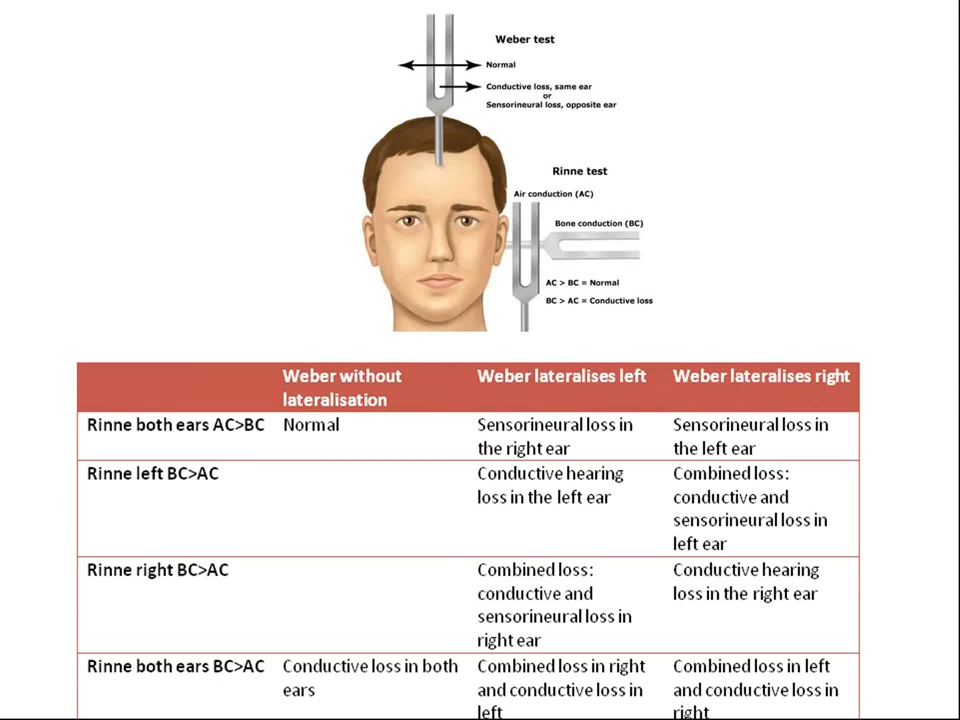 Weber test
Normal
Conductive loss, same ear
or
Sensorineural loss, opposite ear
Rinne test
Air conduction (AC)
Bone conduction (BC)
AC > BC = Normal
BC > AC = Conductive loss
Weber without lateralisation
Weber lateralises left
Weber lateralises right
Rinne both ears AC>BC
Normal
Sensorineural loss in
the right ear
Sensorineural loss in
the left ear
Rinne left BC>AC
Conductive hearing
loss in the left ear
Combined loss:
conductive and
sensorineural loss in
left ear
Rinne right BC>AC
Combined loss:
conductive and
sensorineural loss in
right ear
Conductive hearing
loss in the right ear
Rinne both ears BC>AC
Conductive loss in both
ears
Combined loss in right
and conductive loss in
left
Combined loss in left
and conductive loss in
right